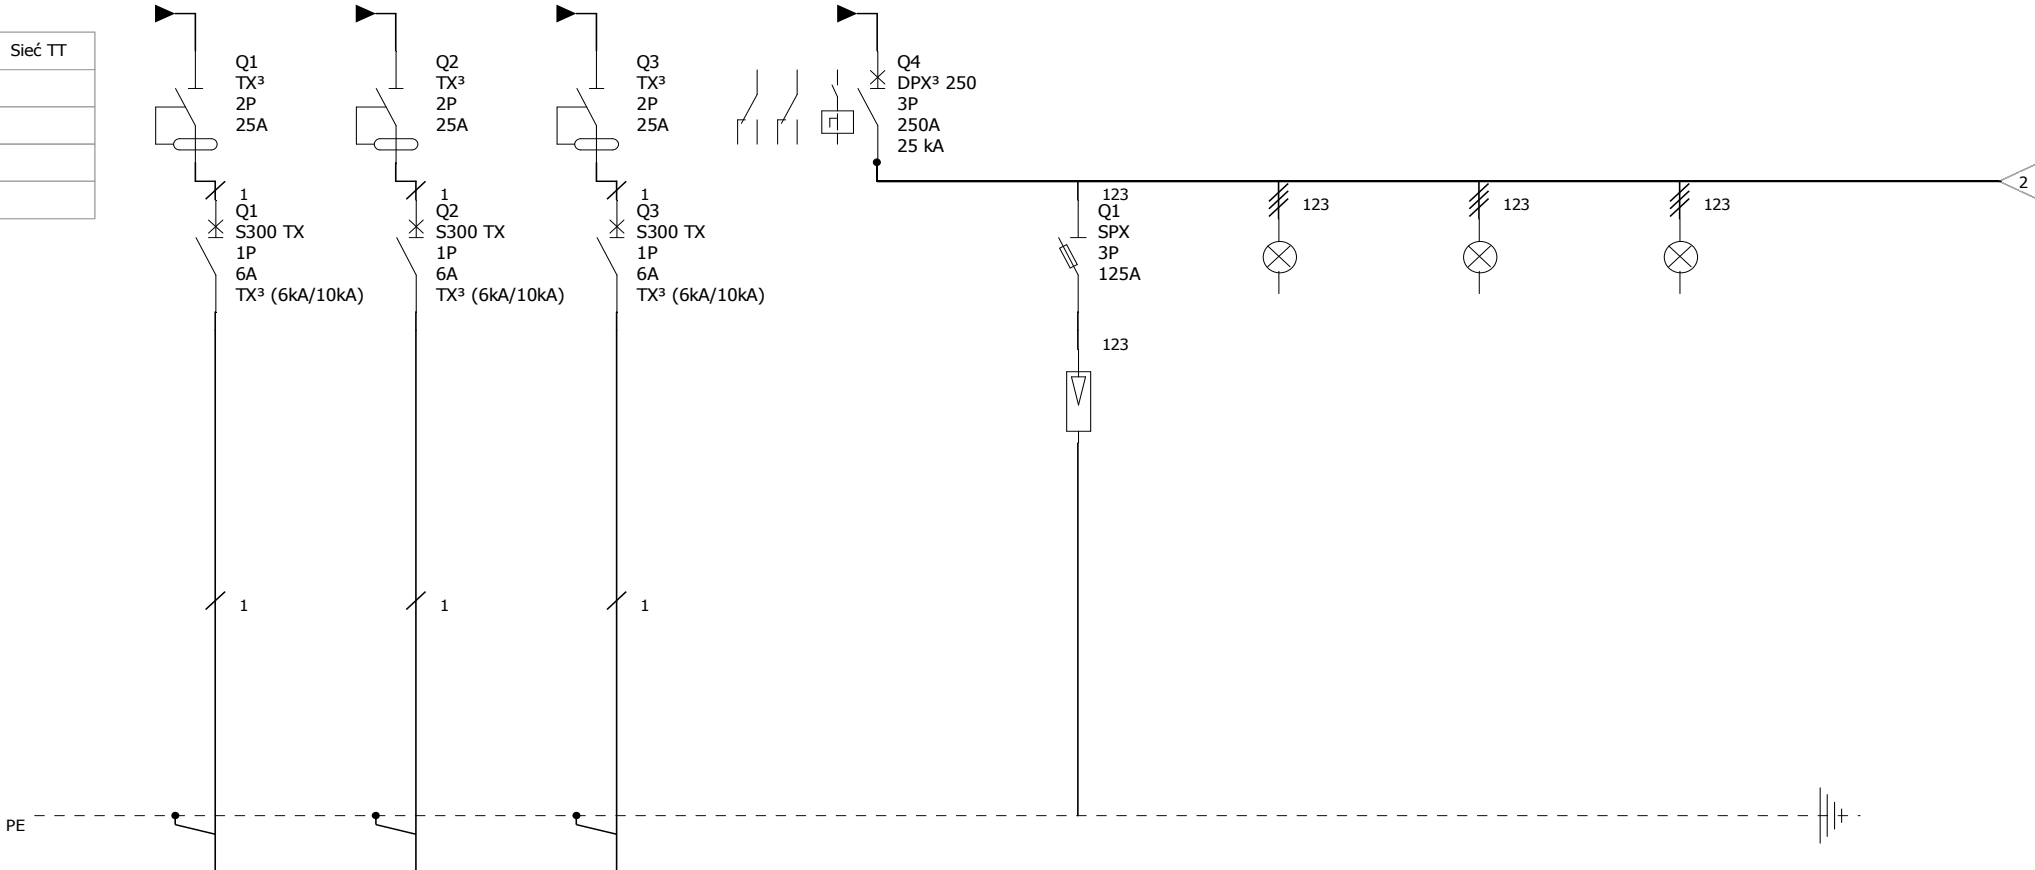 Sieć TT
Q1
TX³
2P
25A
Q2
TX³
2P
25A
Q3
TX³
2P
25A
Q4
DPX³ 250
3P
250A
25 kA
1
Q1
S300 TX
1P
6A
TX³ (6kA/10kA)
1
Q2
S300 TX
1P
6A
TX³ (6kA/10kA)
1
Q3
S300 TX
1P
6A
TX³ (6kA/10kA)
123
Q1
SPX
3P
125A
123
123
123
2
123
1
1
1
PE